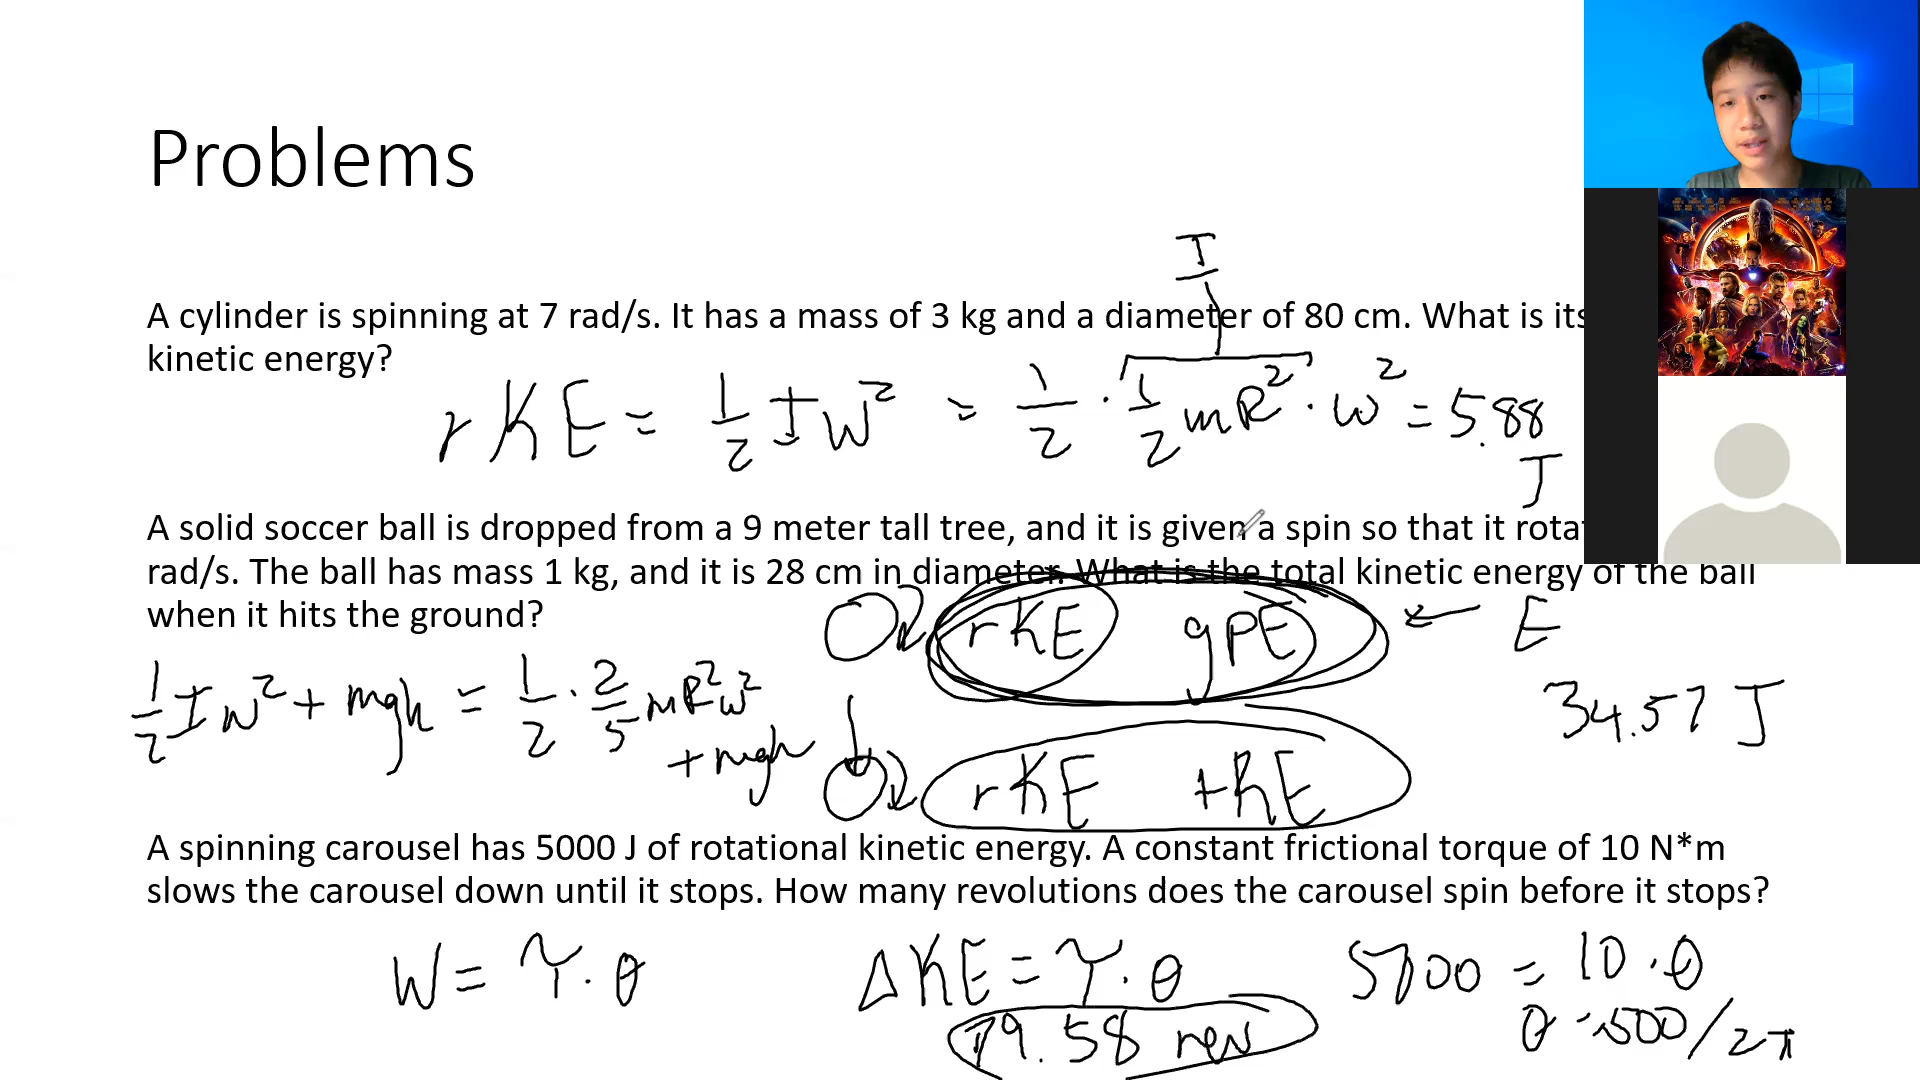 Problems
I
A cylinder is spinning at 7 rad/s. It has a mass of 3 kg and a diameter of 80 cm. What is its
kinetic energy?
rKE = 1/2 Iw² = 1/2 · 1/2 mR² · w² = 5.88
J
A solid soccer ball is dropped from a 9 meter tall tree, and it is given a spin so that it rota
rad/s. The ball has mass 1 kg, and it is 28 cm in diameter. What is the total kinetic energy of the ball
when it hits the ground?
rKE gPE ← E
1/2 Iw² + mgh = 1/2 · 2/5 mR²w²
+ mgh
34.57 J
rKE tKE
A spinning carousel has 5000 J of rotational kinetic energy. A constant frictional torque of 10 N*m
slows the carousel down until it stops. How many revolutions does the carousel spin before it stops?
W = τ · θ ΔKE = τ · θ 5000 = 10 · θ
79.58 rev θ = 500/2π